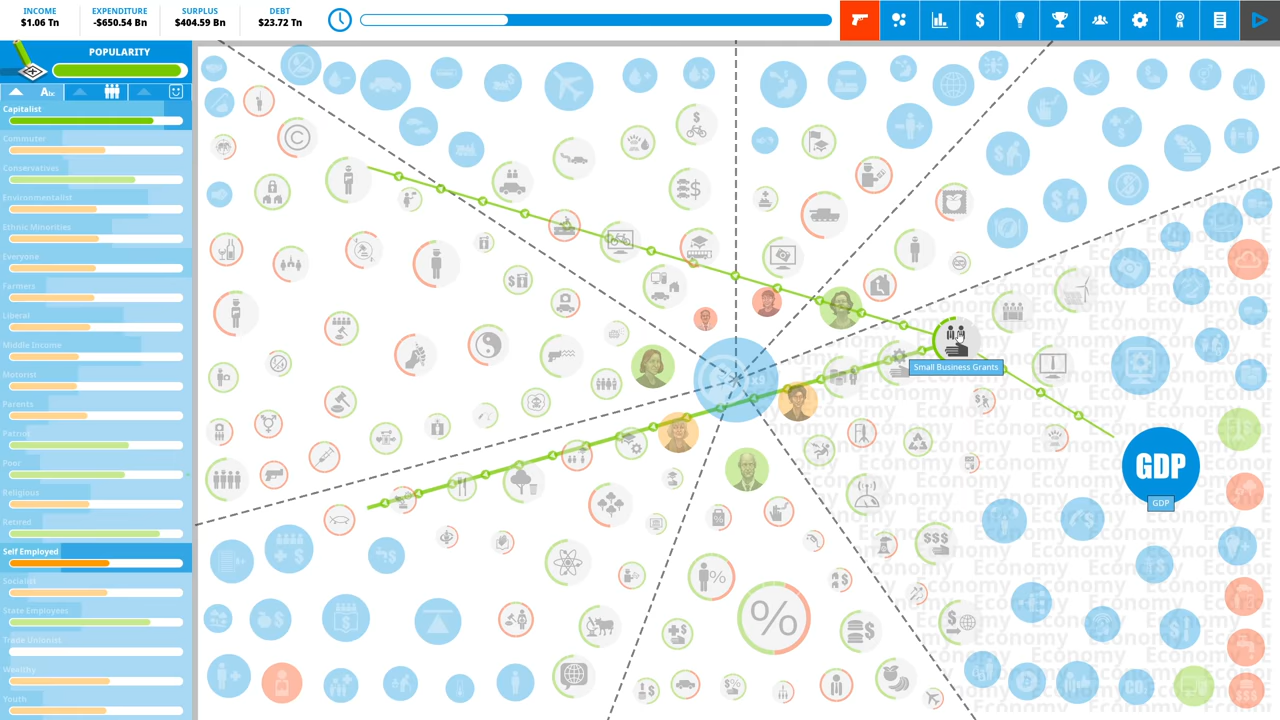 INCOME
$1.06 Tn
EXPENDITURE
-$650.54 Bn
SURPLUS
$404.59 Bn
DEBT
$23.72 Tn
POPULARITY
Capitalist
Commuter
Conservatives
Environmentalist
Ethnic Minorities
Everyone
Farmers
Liberal
Middle Income
Motorist
Parents
Patriot
Poor
Religious
Retired
Self Employed
Socialist
State Employees
Trade Unionist
Wealthy
Youth
Small Business Grants
GDP
GDP
Economy